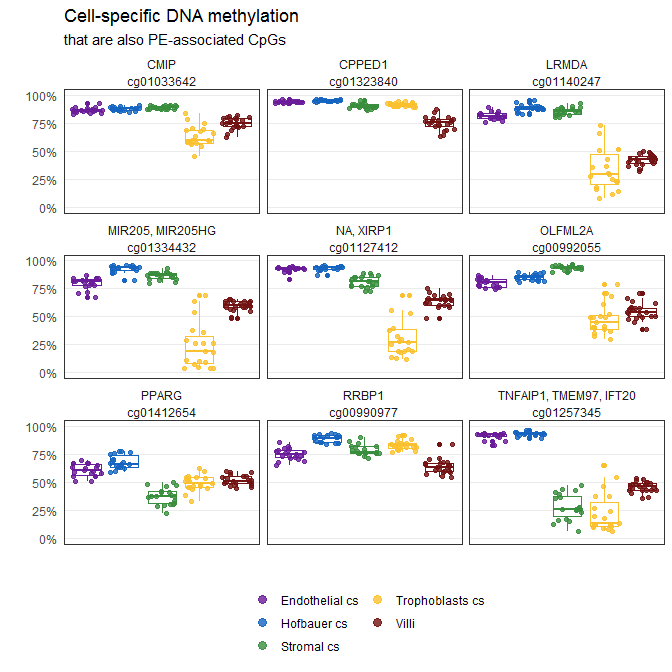 Cell-specific DNA methylation
that are also PE-associated CpGs
CMIP
cg01033642
CPPED1
cg01323840
LRMDA
cg01140247
100%
75%
50%
25%
0%
MIR205, MIR205HG
cg01334432
NA, XIRP1
cg01127412
OLFML2A
cg00992055
100%
75%
50%
25%
0%
PPARG
cg01412654
RRBP1
cg00990977
TNFAIP1, TMEM97, IFT20
cg01257345
100%
75%
50%
25%
0%
Endothelial cs
Hofbauer cs
Stromal cs
Trophoblasts cs
Villi